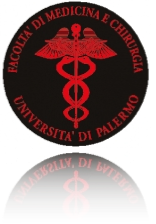 FACOLTA' DI MEDICINA E CHIRURGIA
UNIVERSITA' DI PALERMO